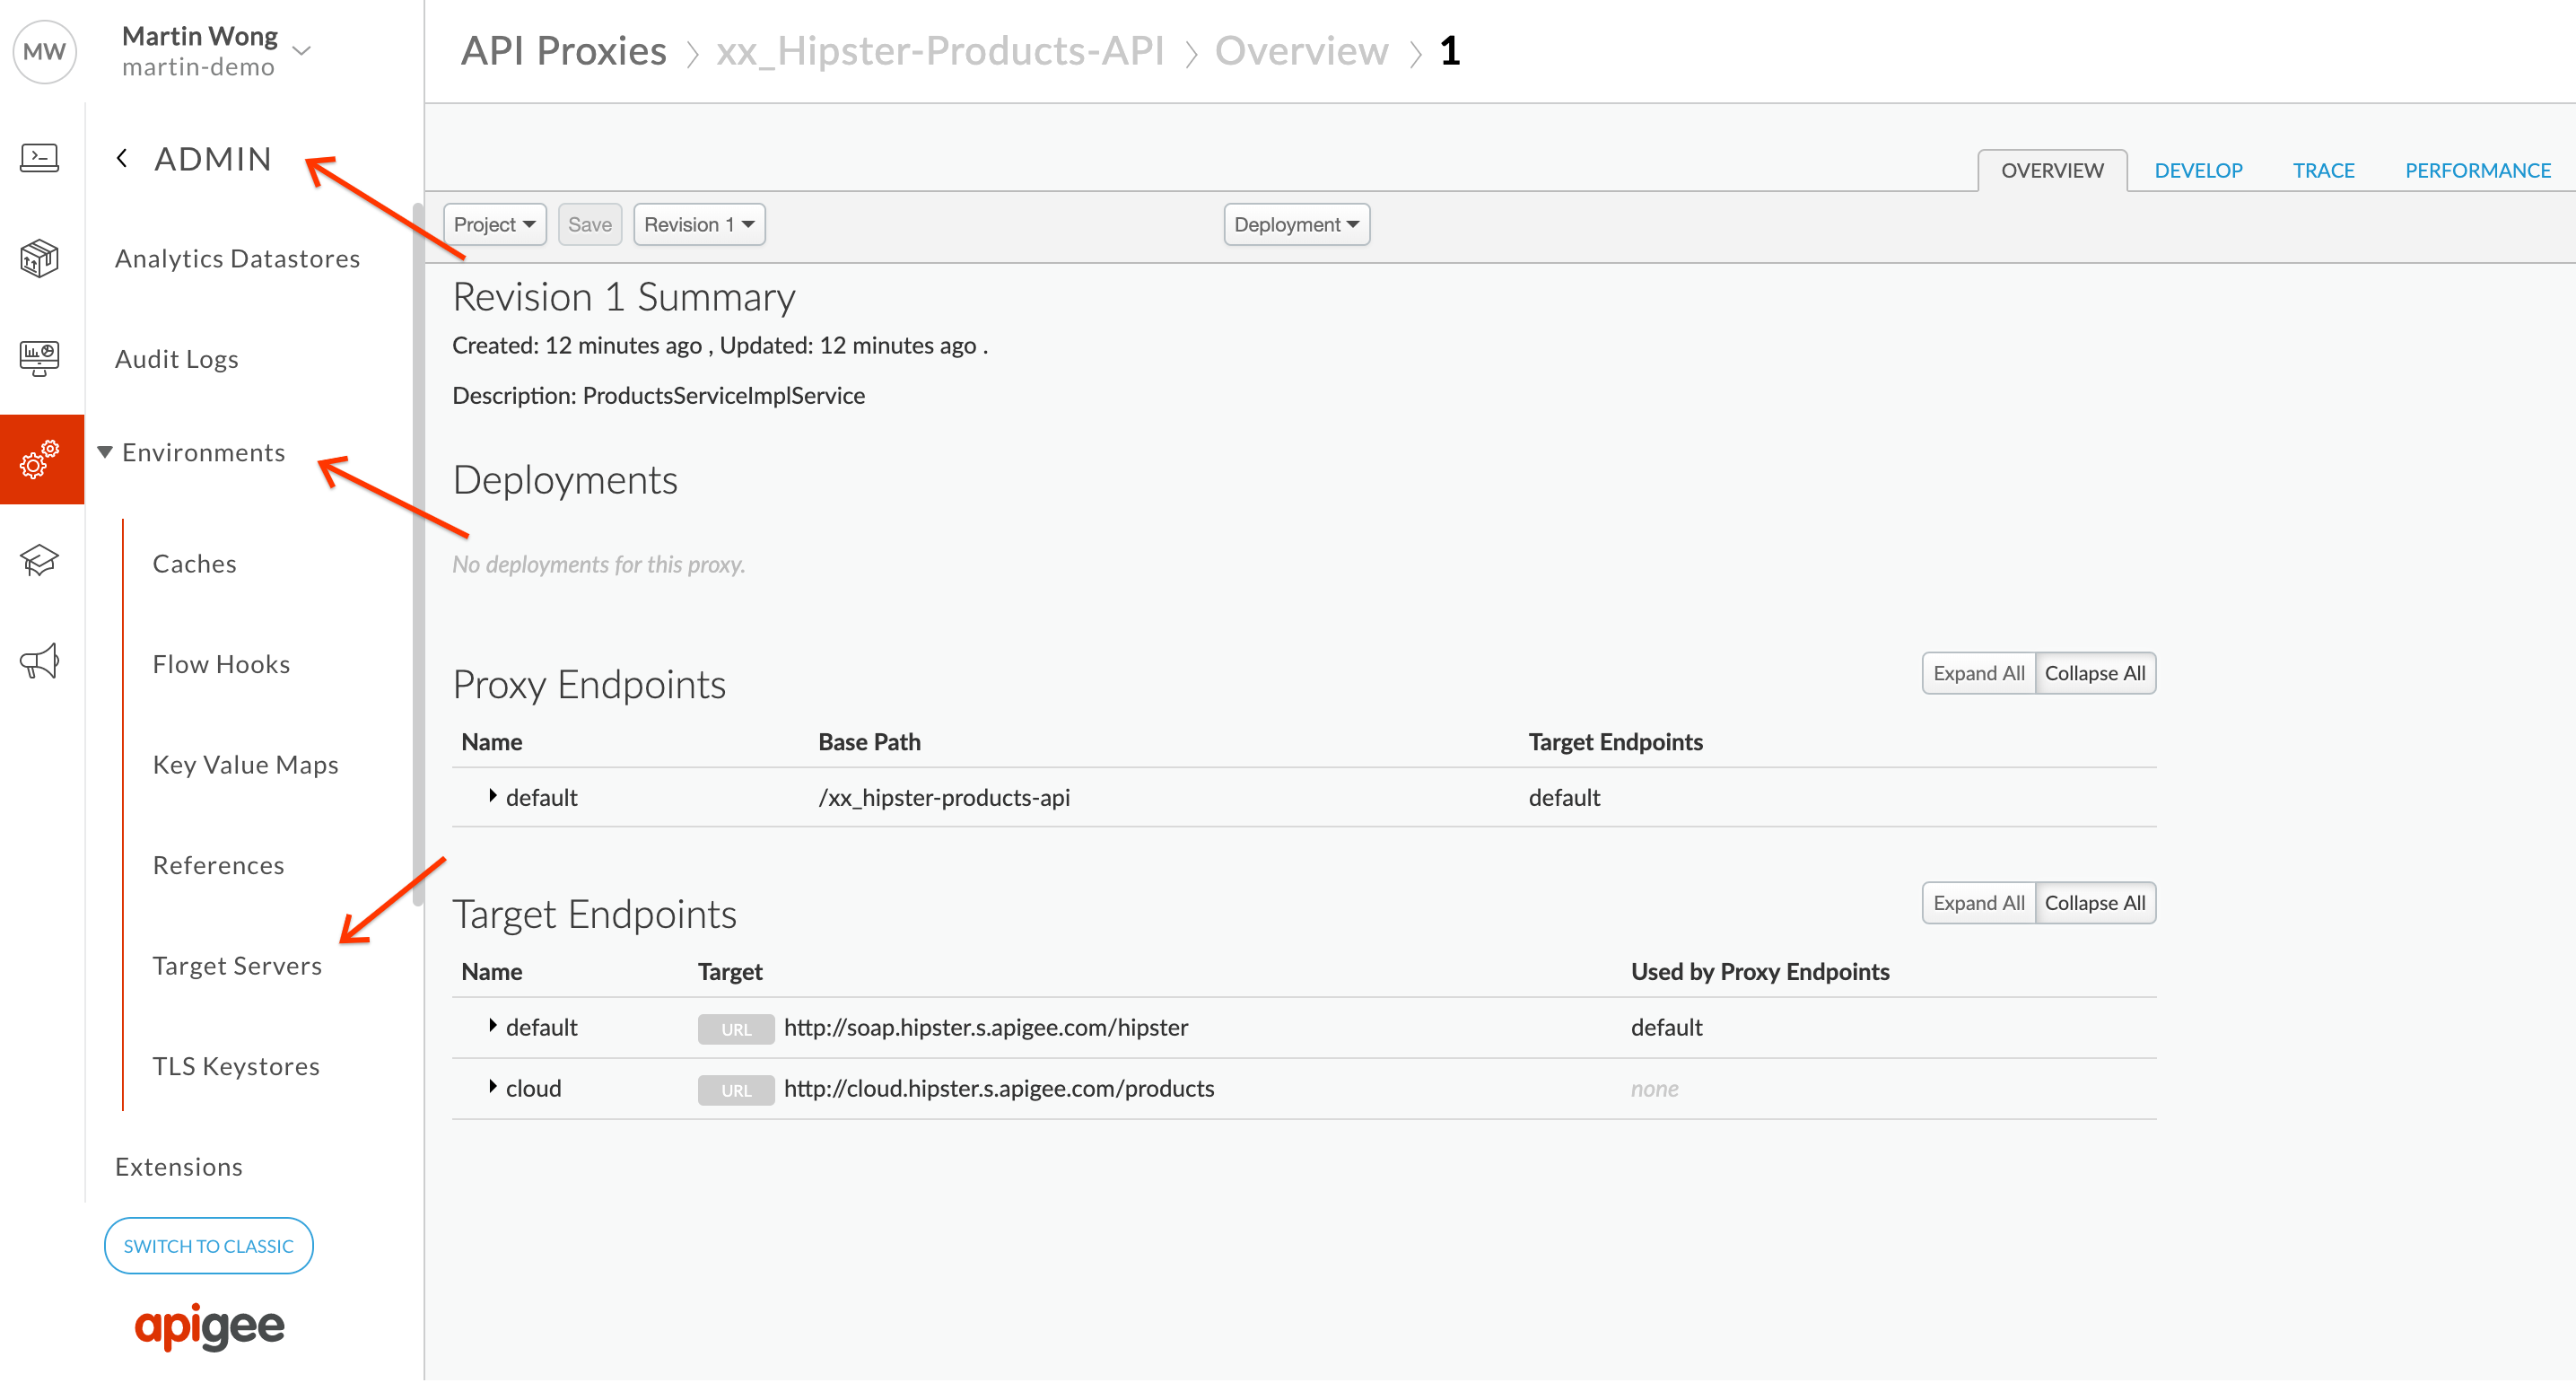 MW
Martin Wong
martin-demo
ADMIN
Analytics Datastores
Audit Logs
Environments
Caches
Flow Hooks
Key Value Maps
References
Target Servers
TLS Keystores
Extensions
SWITCH TO CLASSIC
apigee
API Proxies > xx_Hipster-Products-API > Overview > 1
OVERVIEW DEVELOP TRACE PERFORMANCE
Project Save Revision 1 Deployment
Revision 1 Summary
Created: 12 minutes ago , Updated: 12 minutes ago .
Description: ProductsServiceImplService
Deployments
No deployments for this proxy.
Proxy Endpoints Expand All Collapse All
Name Base Path Target Endpoints
default /xx_hipster-products-api default
Target Endpoints Expand All Collapse All
Name Target Used by Proxy Endpoints
default URL http://soap.hipster.s.apigee.com/hipster default
cloud URL http://cloud.hipster.s.apigee.com/products none